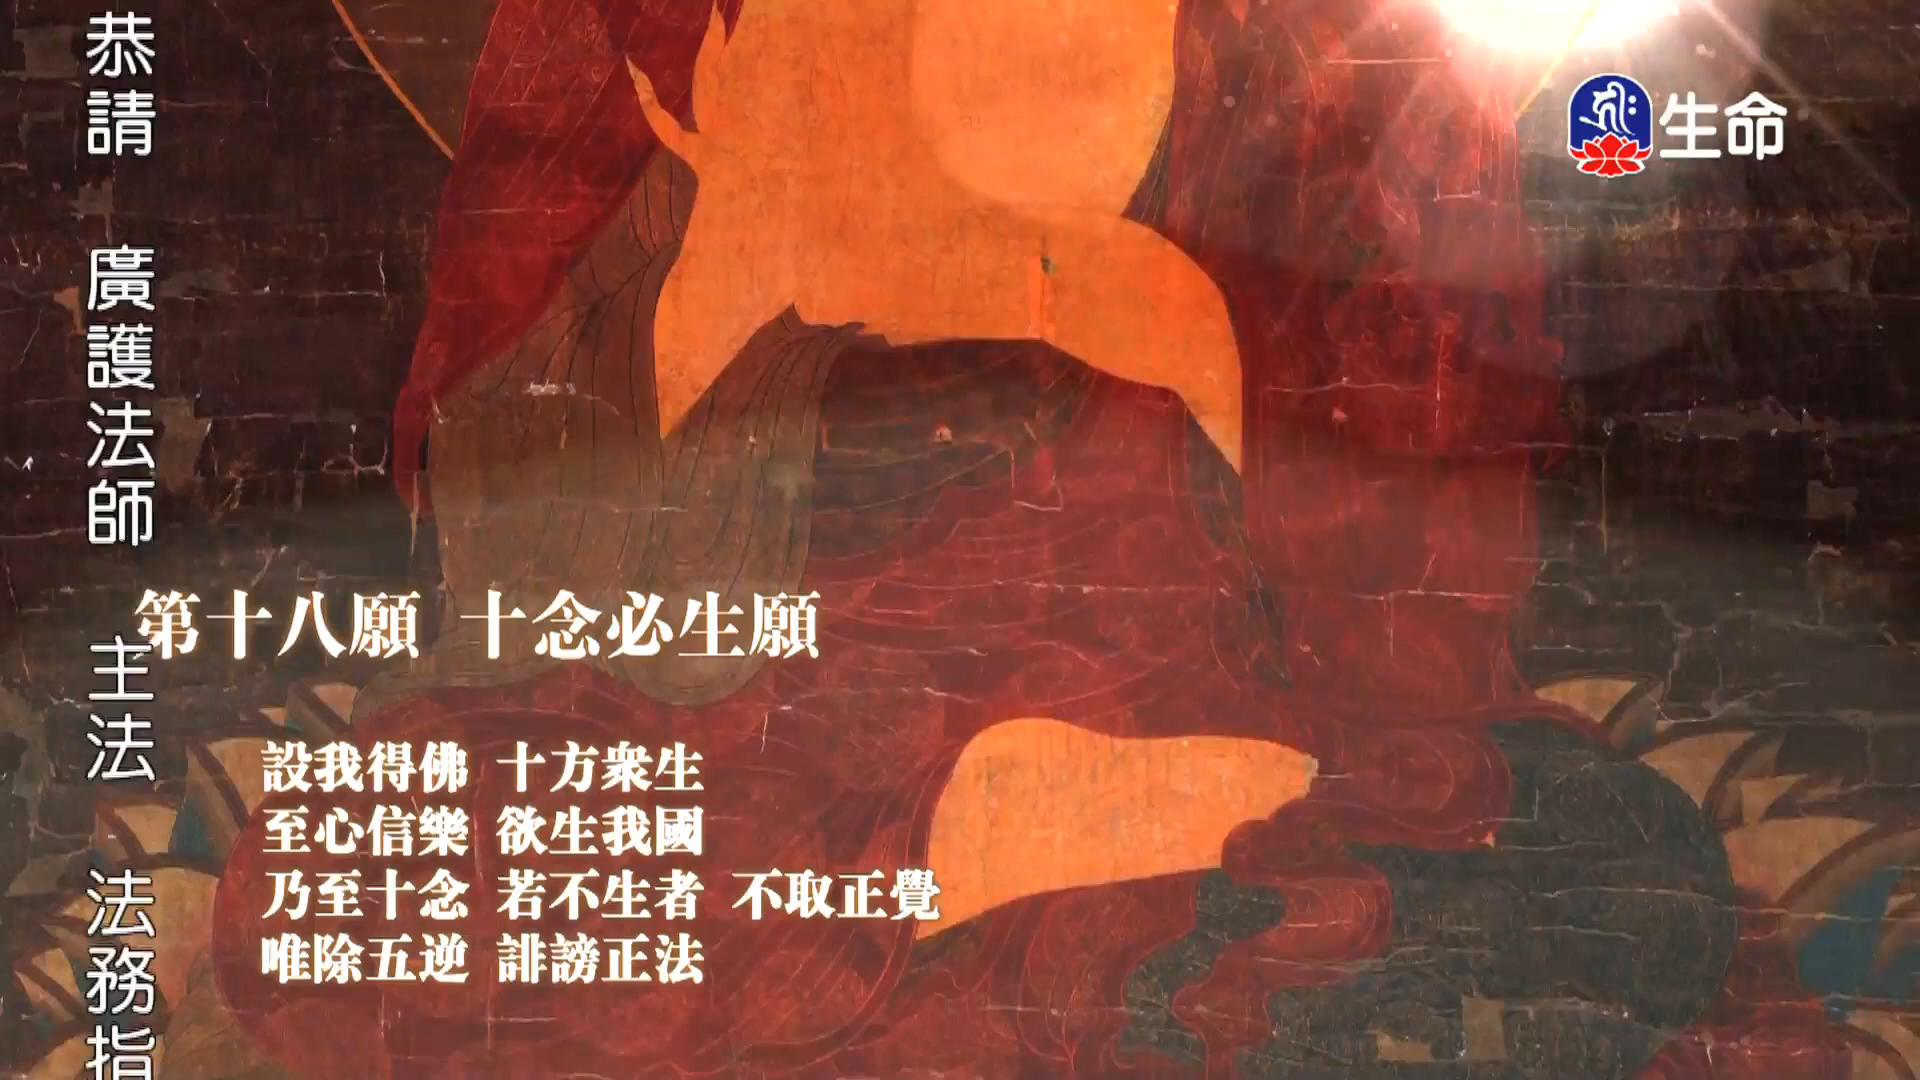 恭請 廣護法師 主法 法務指
生命
第十八願 十念必生願
設我得佛 十方衆生
至心信樂 欲生我國
乃至十念 若不生者 不取正覺
唯除五逆 誹謗正法